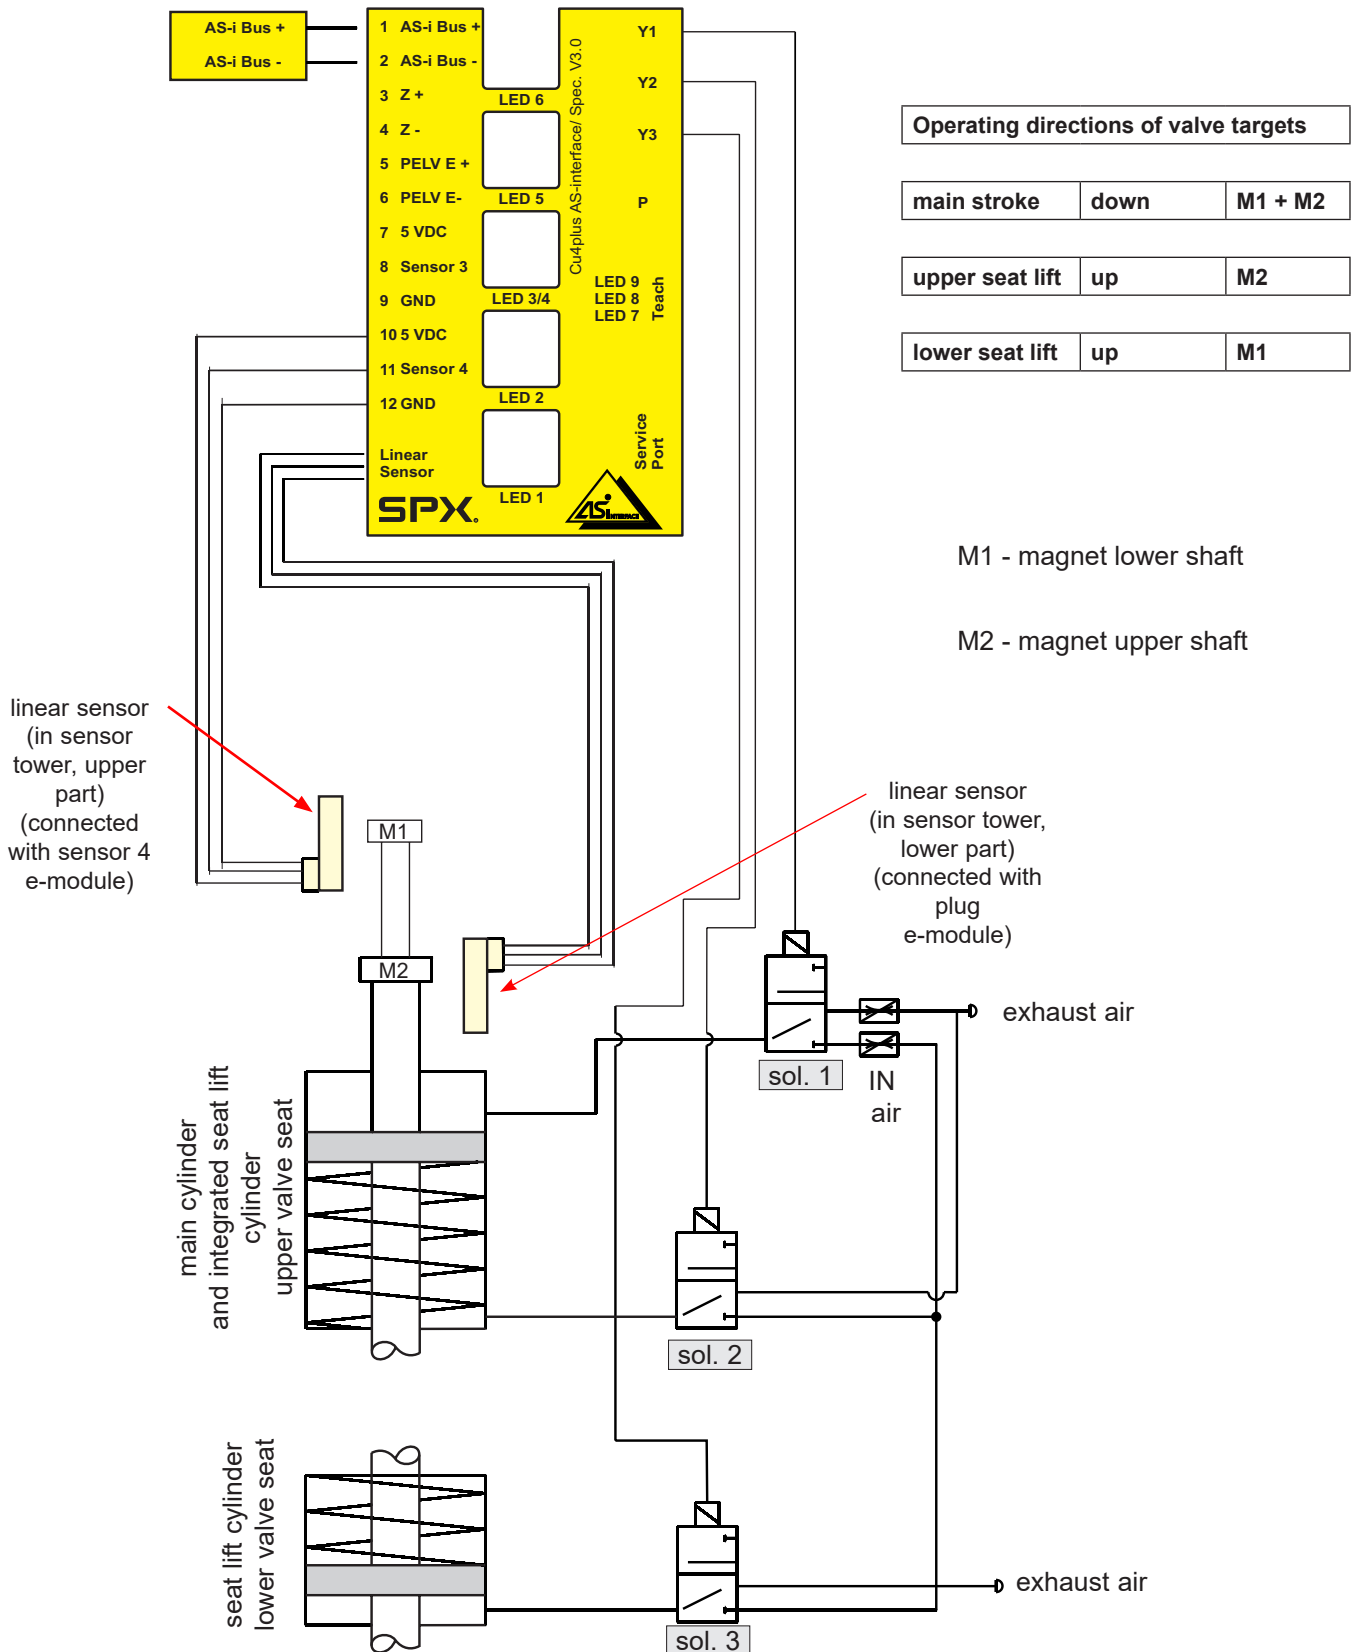 AS-i Bus +
AS-i Bus -
1 AS-i Bus +
2 AS-i Bus -
3 Z +
4 Z -
5 PELV E +
6 PELV E-
7 5 VDC
8 Sensor 3
9 GND
10 5 VDC
11 Sensor 4
12 GND
Linear
Sensor
SPX.
LED 6
LED 5
LED 3/4
LED 2
LED 1
Cu4plus AS-interface/ Spec. V3.0
Y1
Y2
Y3
P
LED 9
LED 8
LED 7
Teach
Service
Port
ASi INTERFACE
Operating directions of valve targets
main stroke down M1 + M2
upper seat lift up M2
lower seat lift up M1
M1 - magnet lower shaft
M2 - magnet upper shaft
linear sensor
(in sensor
tower, upper
part)
(connected
with sensor 4
e-module)
M1
M2
linear sensor
(in sensor tower,
lower part)
(connected with
plug
e-module)
exhaust air
sol. 1
IN
air
main cylinder
and integrated seat lift
cylinder
upper valve seat
sol. 2
seat lift cylinder
lower valve seat
exhaust air
sol. 3